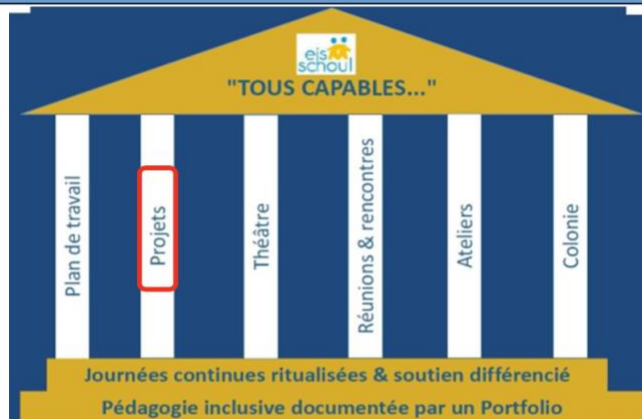 eis
schoul
"TOUS CAPABLES..."
Plan de travail
Projets
Théâtre
Réunions & rencontres
Ateliers
Colonie
Journées continues ritualisées & soutien différencié
Pédagogie inclusive documentée par un Portfolio